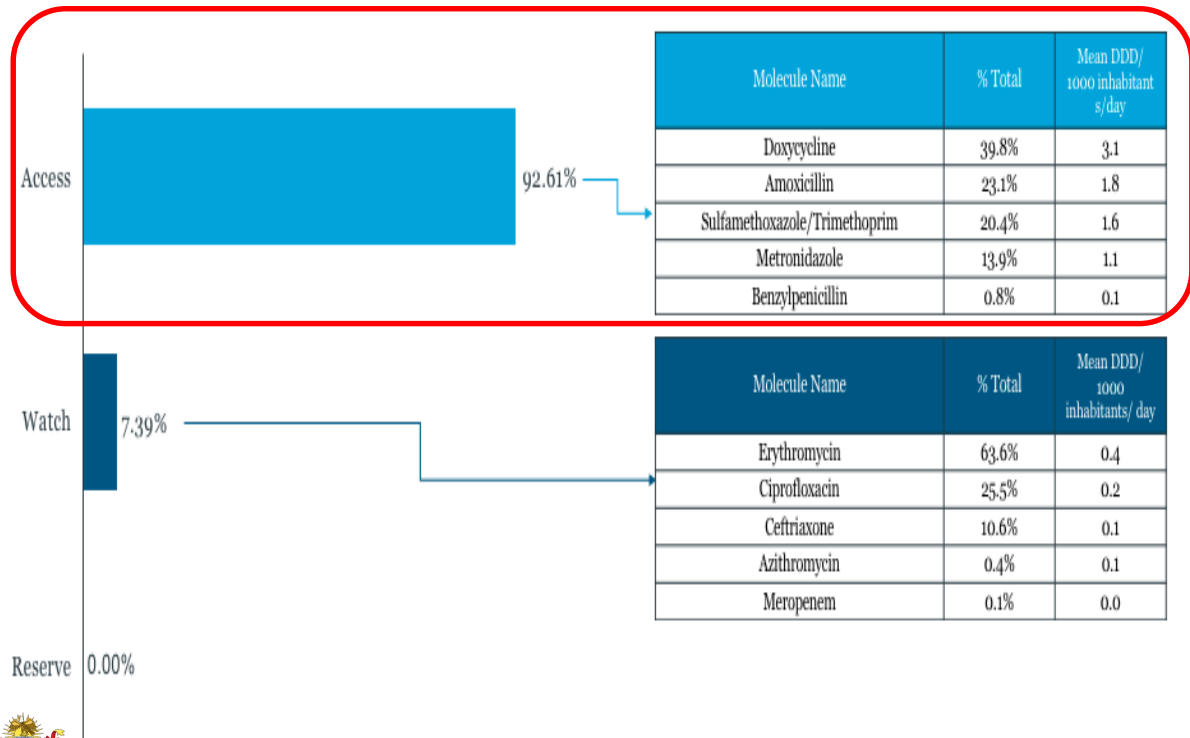 Molecule Name % Total Mean DDD/
1000 inhabitant
s/day
Doxycycline 39.8% 3.1
Access 92.61% Amoxicillin 23.1% 1.8
Sulfamethoxazole/Trimethoprim 20.4% 1.6
Metronidazole 13.9% 1.1
Benzylpenicillin 0.8% 0.1
Molecule Name % Total Mean DDD/
1000
inhabitants/ day
Watch 7.39%
Erythromycin 63.6% 0.4
Ciprofloxacin 25.5% 0.2
Ceftriaxone 10.6% 0.1
Azithromycin 0.4% 0.1
Meropenem 0.1% 0.0
Reserve 0.00%